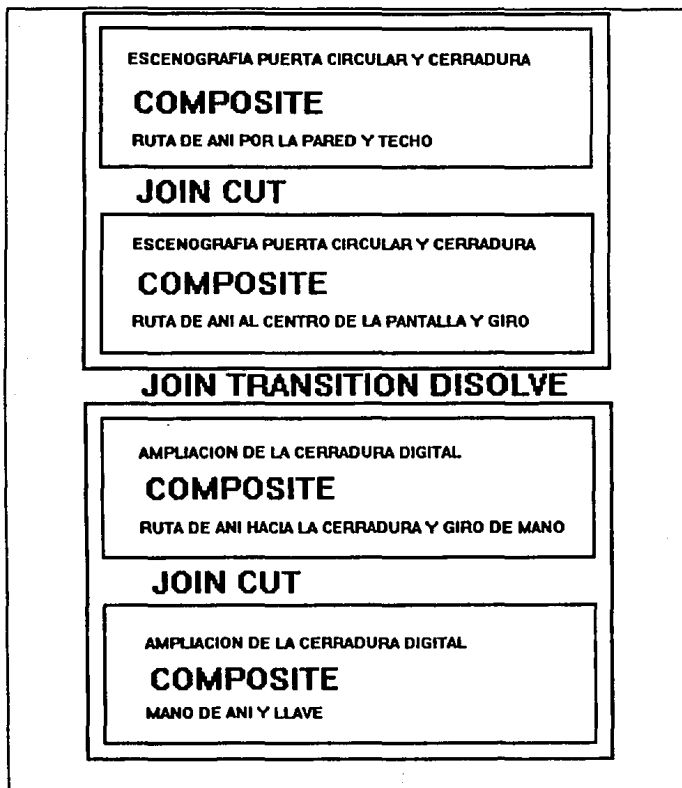 ESCENOGRAFIA PUERTA CIRCULAR Y CERRADURA
COMPOSITE
RUTA DE ANI POR LA PARED Y TECHO
JOIN CUT
ESCENOGRAFIA PUERTA CIRCULAR Y CERRADURA
COMPOSITE
RUTA DE ANI AL CENTRO DE LA PANTALLA Y GIRO
JOIN TRANSITION DISOLVE
AMPLIACION DE LA CERRADURA DIGITAL
COMPOSITE
RUTA DE ANI HACIA LA CERRADURA Y GIRO DE MANO
JOIN CUT
AMPLIACION DE LA CERRADURA DIGITAL
COMPOSITE
MANO DE ANI Y LLAVE